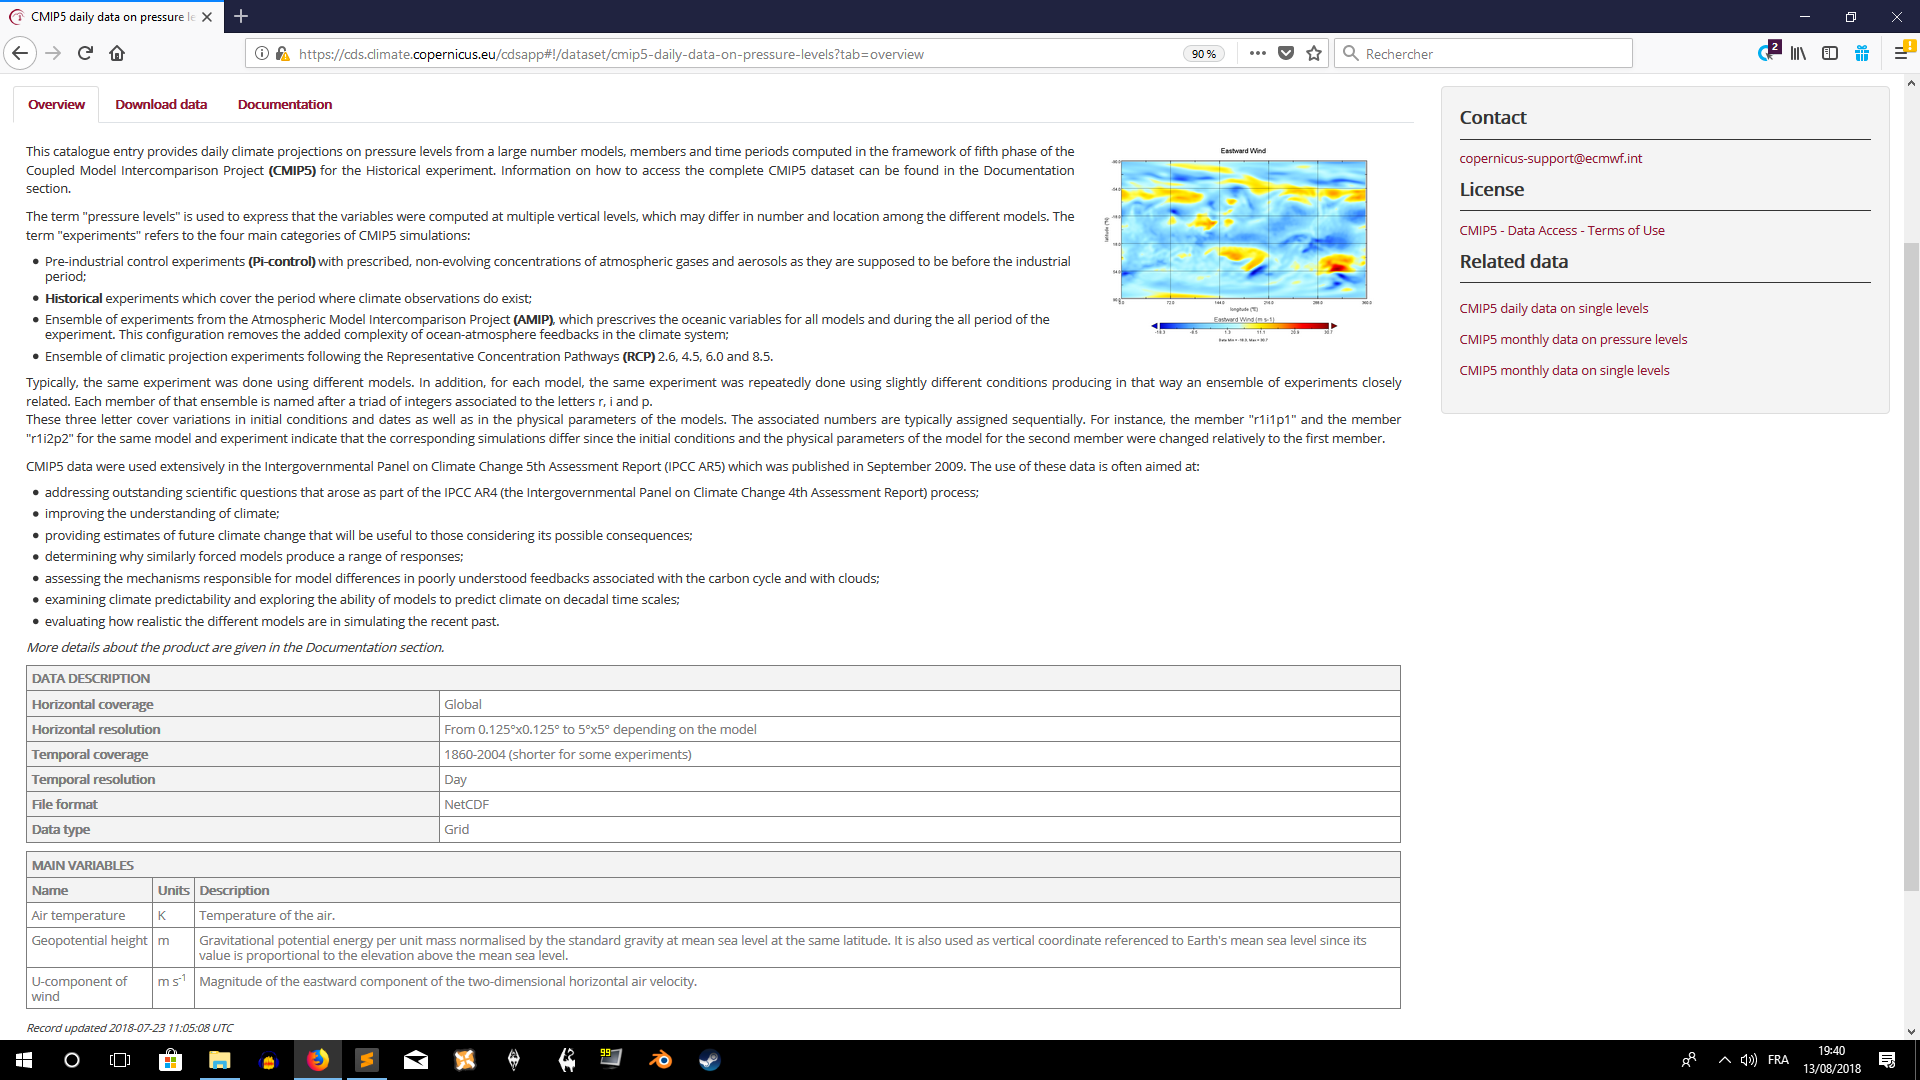 CMIP5 daily data on pressure le
https://cds.climate.copernicus.eu/cdsapp#!/dataset/cmip5-daily-data-on-pressure-levels?tab=overview
90 %
Rechercher
2
Overview
Download data
Documentation
This catalogue entry provides daily climate projections on pressure levels from a large number models, members and time periods computed in the framework of fifth phase of the
Coupled Model Intercomparison Project (CMIP5) for the Historical experiment. Information on how to access the complete CMIP5 dataset can be found in the Documentation
section.
The term "pressure levels" is used to express that the variables were computed at multiple vertical levels, which may differ in number and location among the different models. The
term "experiments" refers to the four main categories of CMIP5 simulations:
Pre-industrial control experiments (Pi-control) with prescribed, non-evolving concentrations of atmospheric gases and aerosols as they are supposed to be before the industrial
period;
Historical experiments which cover the period where climate observations do exist;
Ensemble of experiments from the Atmospheric Model Intercomparison Project (AMIP), which prescrives the oceanic variables for all models and during the all period of the
experiment. This configuration removes the added complexity of ocean-atmosphere feedbacks in the climate system;
Ensemble of climatic projection experiments following the Representative Concentration Pathways (RCP) 2.6, 4.5, 6.0 and 8.5.
Eastward Wind
latitude (°N)
72.0 144.0 216.0 288.0 360.0
longitude (°E)
Eastward Wind (m s-1)
1.3 11.1 20.9 30.7
Typically, the same experiment was done using different models. In addition, for each model, the same experiment was repeatedly done using slightly different conditions producing in that way an ensemble of experiments closely
related. Each member of that ensemble is named after a triad of integers associated to the letters r, i and p.
These three letter cover variations in initial conditions and dates as well as in the physical parameters of the models. The associated numbers are typically assigned sequentially. For instance, the member "r1i1p1" and the member
"r1i2p2" for the same model and experiment indicate that the corresponding simulations differ since the initial conditions and the physical parameters of the model for the second member were changed relatively to the first member.
CMIP5 data were used extensively in the Intergovernmental Panel on Climate Change 5th Assessment Report (IPCC AR5) which was published in September 2009. The use of these data is often aimed at:
addressing outstanding scientific questions that arose as part of the IPCC AR4 (the Intergovernmental Panel on Climate Change 4th Assessment Report) process;
improving the understanding of climate;
providing estimates of future climate change that will be useful to those considering its possible consequences;
determining why similarly forced models produce a range of responses;
assessing the mechanisms responsible for model differences in poorly understood feedbacks associated with the carbon cycle and with clouds;
examining climate predictability and exploring the ability of models to predict climate on decadal time scales;
evaluating how realistic the different models are in simulating the recent past.
More details about the product are given in the Documentation section.
DATA DESCRIPTION
Horizontal coverage Global
Horizontal resolution From 0.125°x0.125° to 5°x5° depending on the model
Temporal coverage 1860-2004 (shorter for some experiments)
Temporal resolution Day
File format NetCDF
Data type Grid
MAIN VARIABLES
Name Units Description
Air temperature K Temperature of the air.
Geopotential height m Gravitational potential energy per unit mass normalised by the standard gravity at mean sea level at the same latitude. It is also used as vertical coordinate referenced to Earth's mean sea level since its
value is proportional to the elevation above the mean sea level.
U-component of m s-1 Magnitude of the eastward component of the two-dimensional horizontal air velocity.
wind
Record updated 2018-07-23 11:05:08 UTC
Contact
copernicus-support@ecmwf.int
License
CMIP5 - Data Access - Terms of Use
Related data
CMIP5 daily data on single levels
CMIP5 monthly data on pressure levels
CMIP5 monthly data on single levels
99
FRA
19:40
13/08/2018